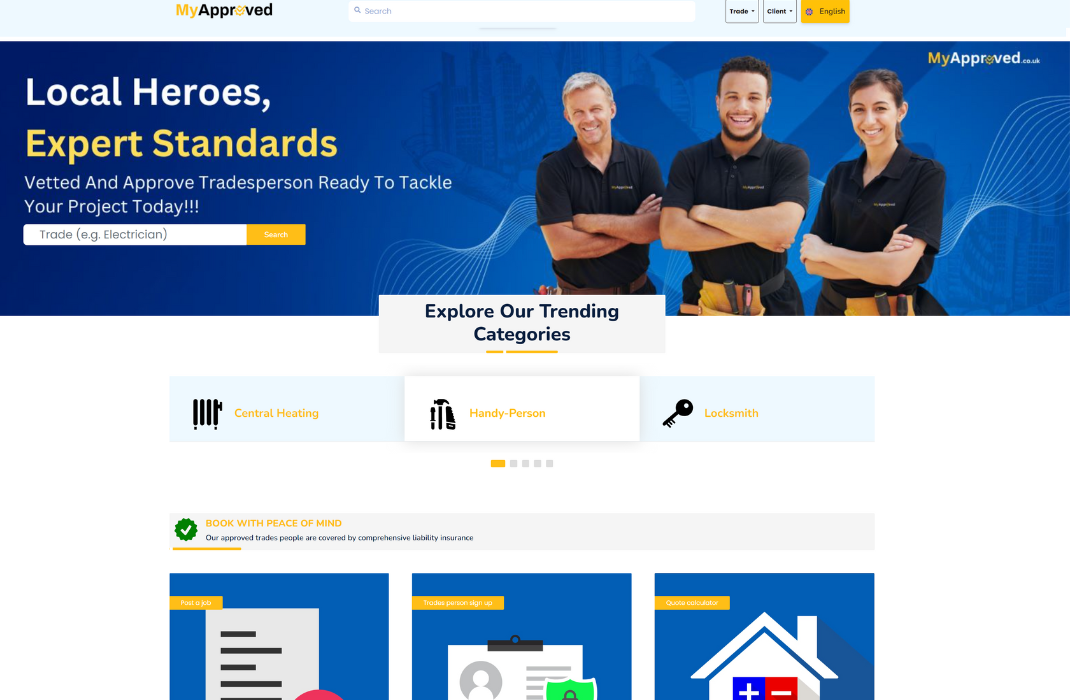 MyApproved
Search
Trade
Client
English
MyApproved.co.uk
Local Heroes,
Expert Standards
Vetted And Approve Tradesperson Ready To Tackle
Your Project Today!!!
Trade (e.g. Electrician)
Search
MyApproved
MyApproved
MyApproved
Explore Our Trending
Categories
Central Heating
Handy-Person
Locksmith
BOOK WITH PEACE OF MIND
Our approved trades people are covered by comprehensive liability insurance
Post a job
Trades person sign up
Quote calculator